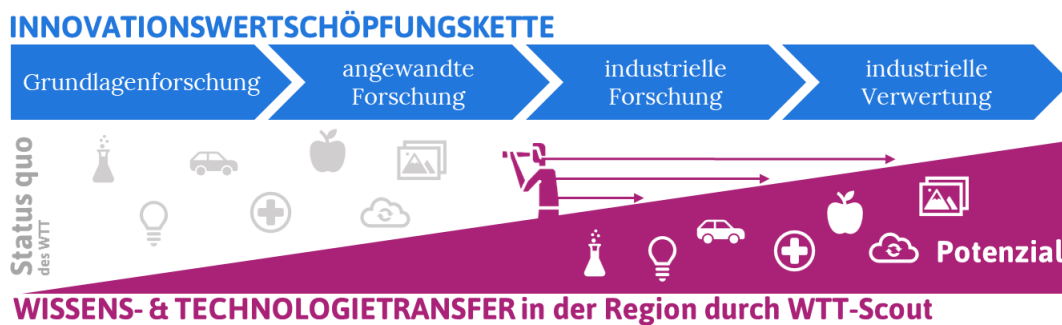 INNOVATIONSWERTSCHÖPFUNGSKETTE
Grundlagenforschung
angewandte
Forschung
industrielle
Forschung
industrielle
Verwertung
Status quo
des WTT
Potenzial
WISSENS- & TECHNOLOGIETRANSFER in der Region durch WTT-Scout